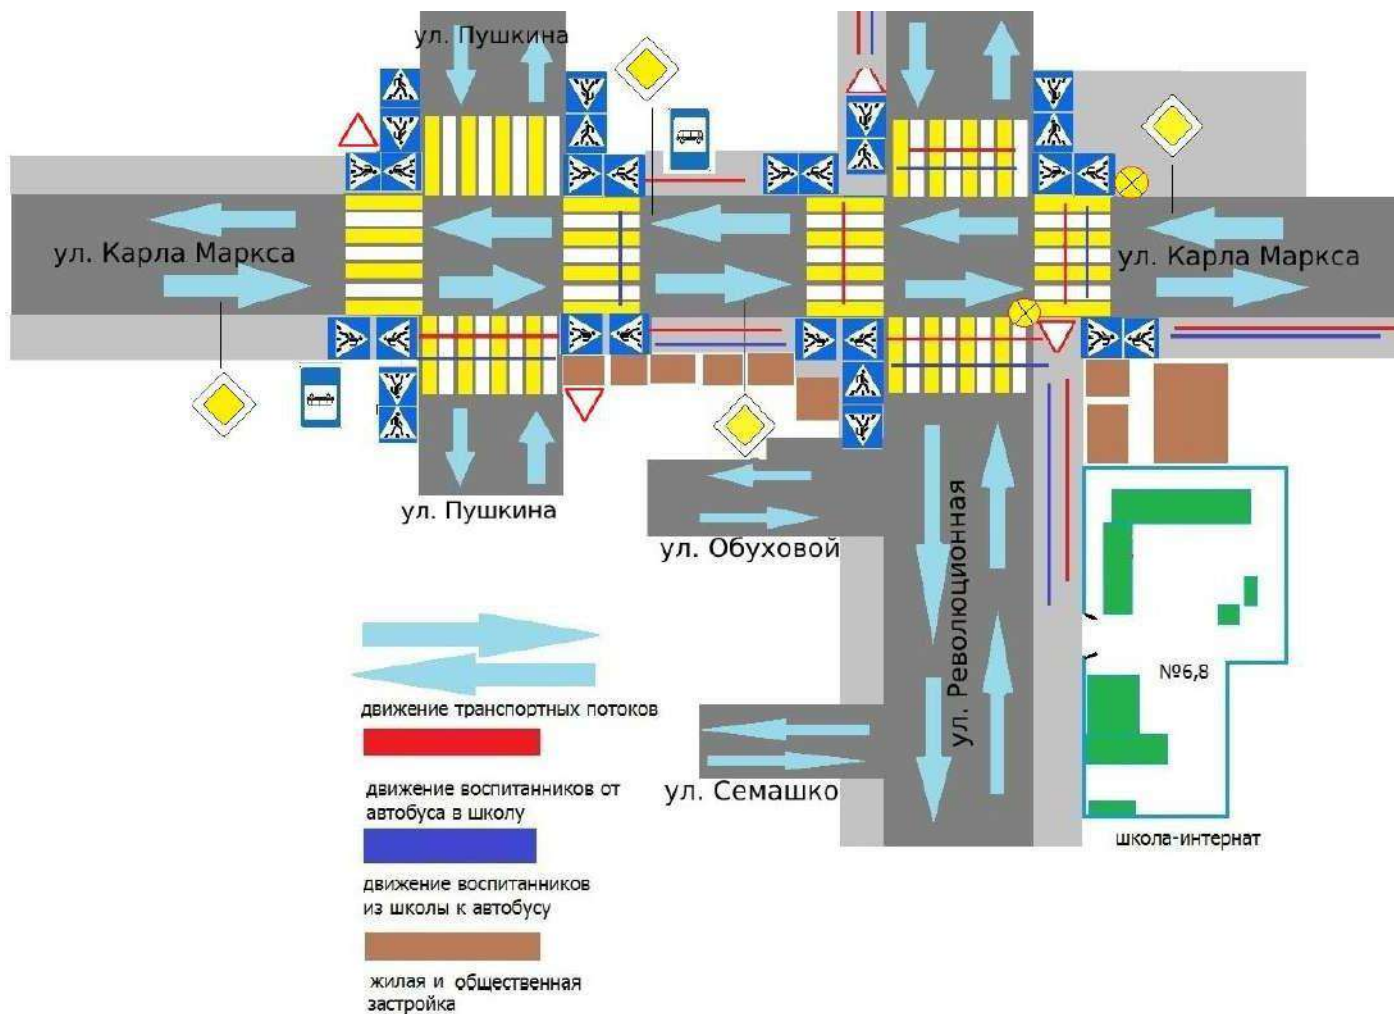 ул. Пушкина
ул. Карла Маркса
ул. Карла Маркса
ул. Пушкина
ул. Обуховой
ул. Революционная
№6,8
движение транспортных потоков
ул. Семашко
движение воспитанников от
автобуса в школу
школа-интернат
движение воспитанников
из школы к автобусу
жилая и общественная
застройка